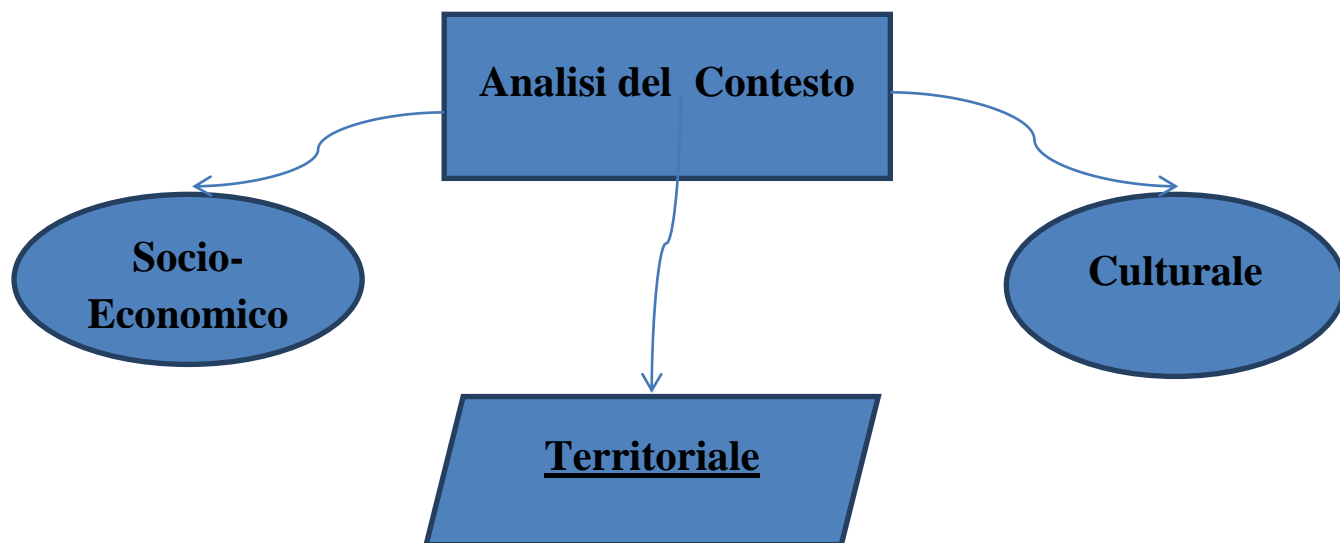 Analisi del Contesto
Socio-
Economico
Culturale
Territoriale